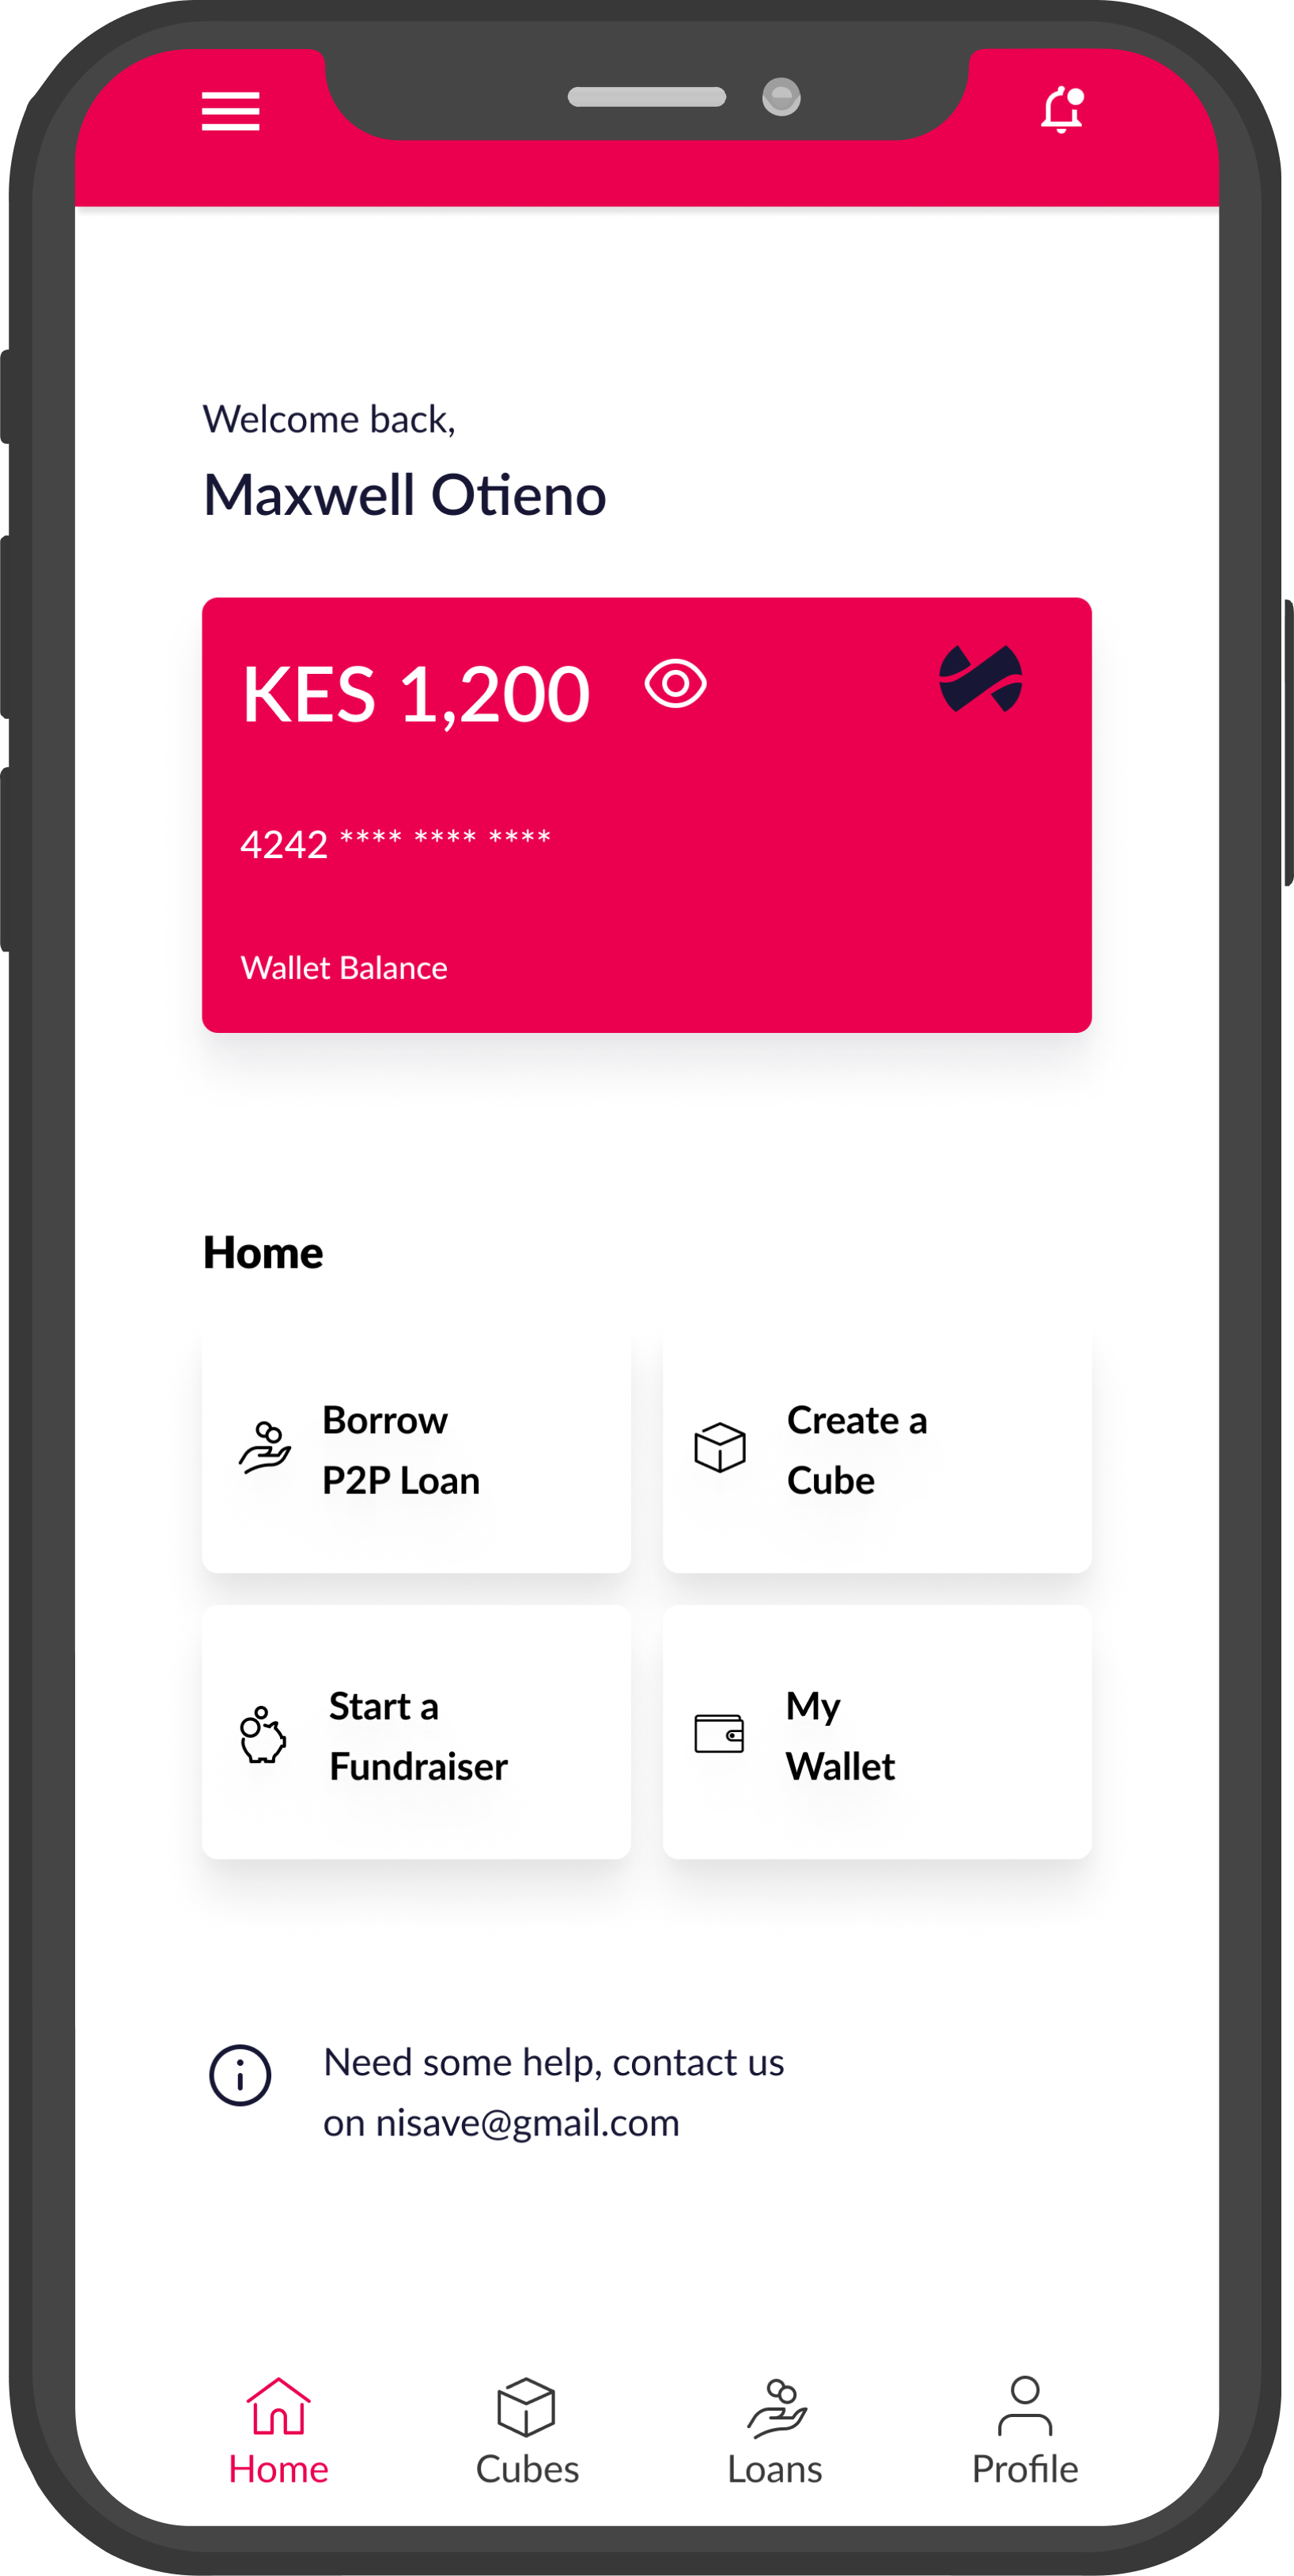 Welcome back,
Maxwell Otieno
KES 1,200
4242 **** **** ****
Wallet Balance
Home
Borrow
P2P Loan
Create a
Cube
Start a
Fundraiser
My
Wallet
Need some help, contact us
on nisave@gmail.com
Home
Cubes
Loans
Profile